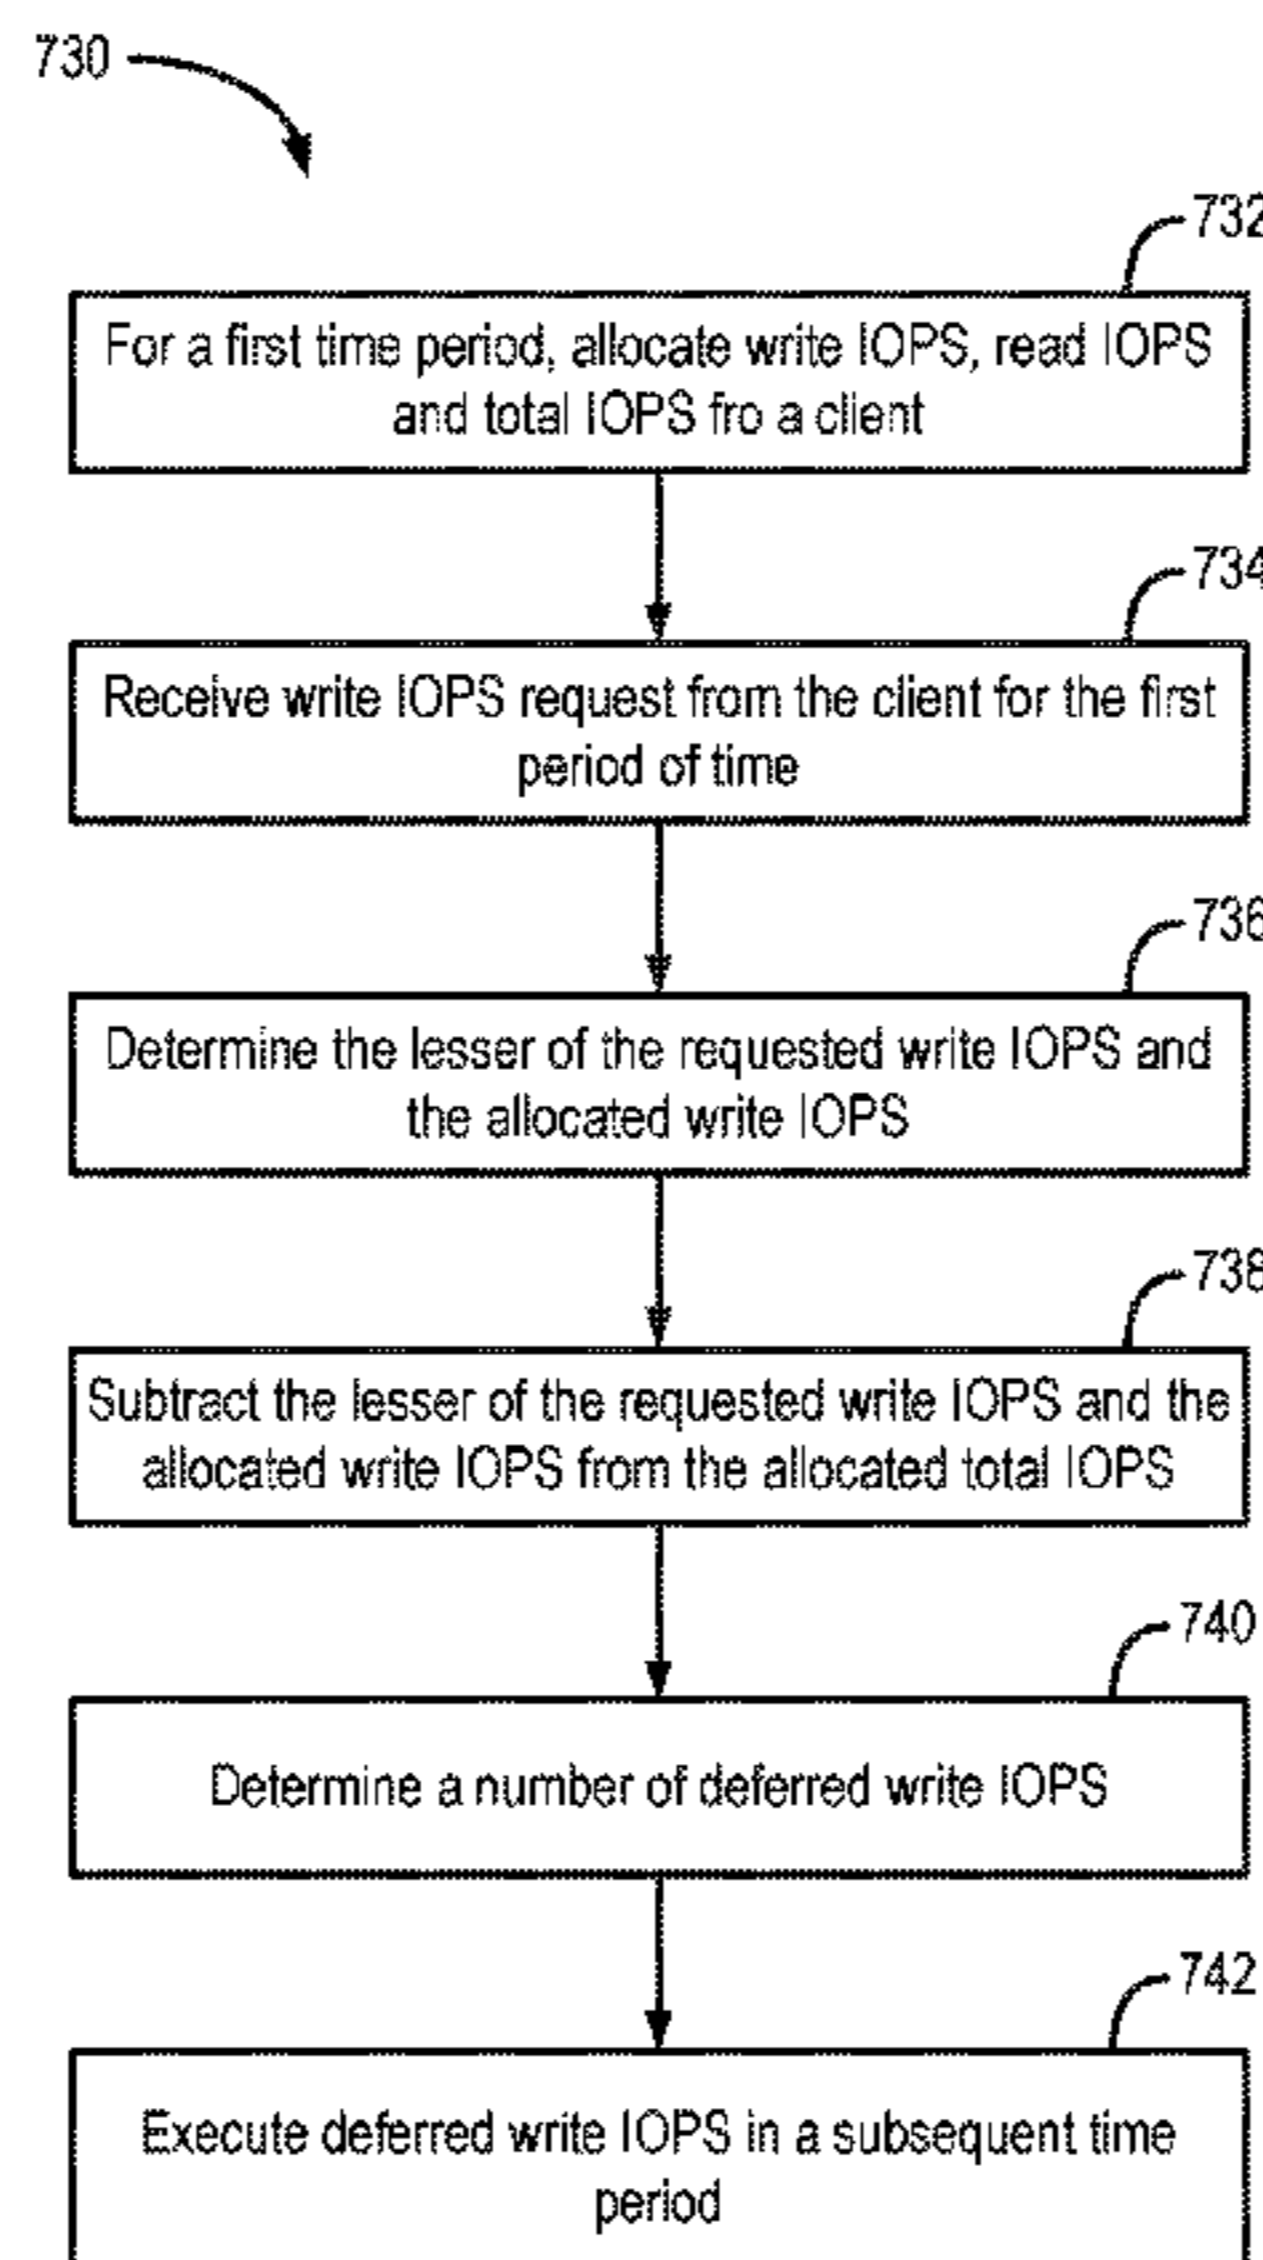 730
732
For a first time period, allocate write IOPS, read IOPS
and total IOPS fro a client
734
Receive write IOPS request from the client for the first
period of time
736
Determine the lesser of the requested write IOPS and
the allocated write IOPS
738
Subtract the lesser of the requested write IOPS and the
allocated write IOPS from the allocated total IOPS
740
Determine a number of deferred write IOPS
742
Execute deferred write IOPS in a subsequent time
period